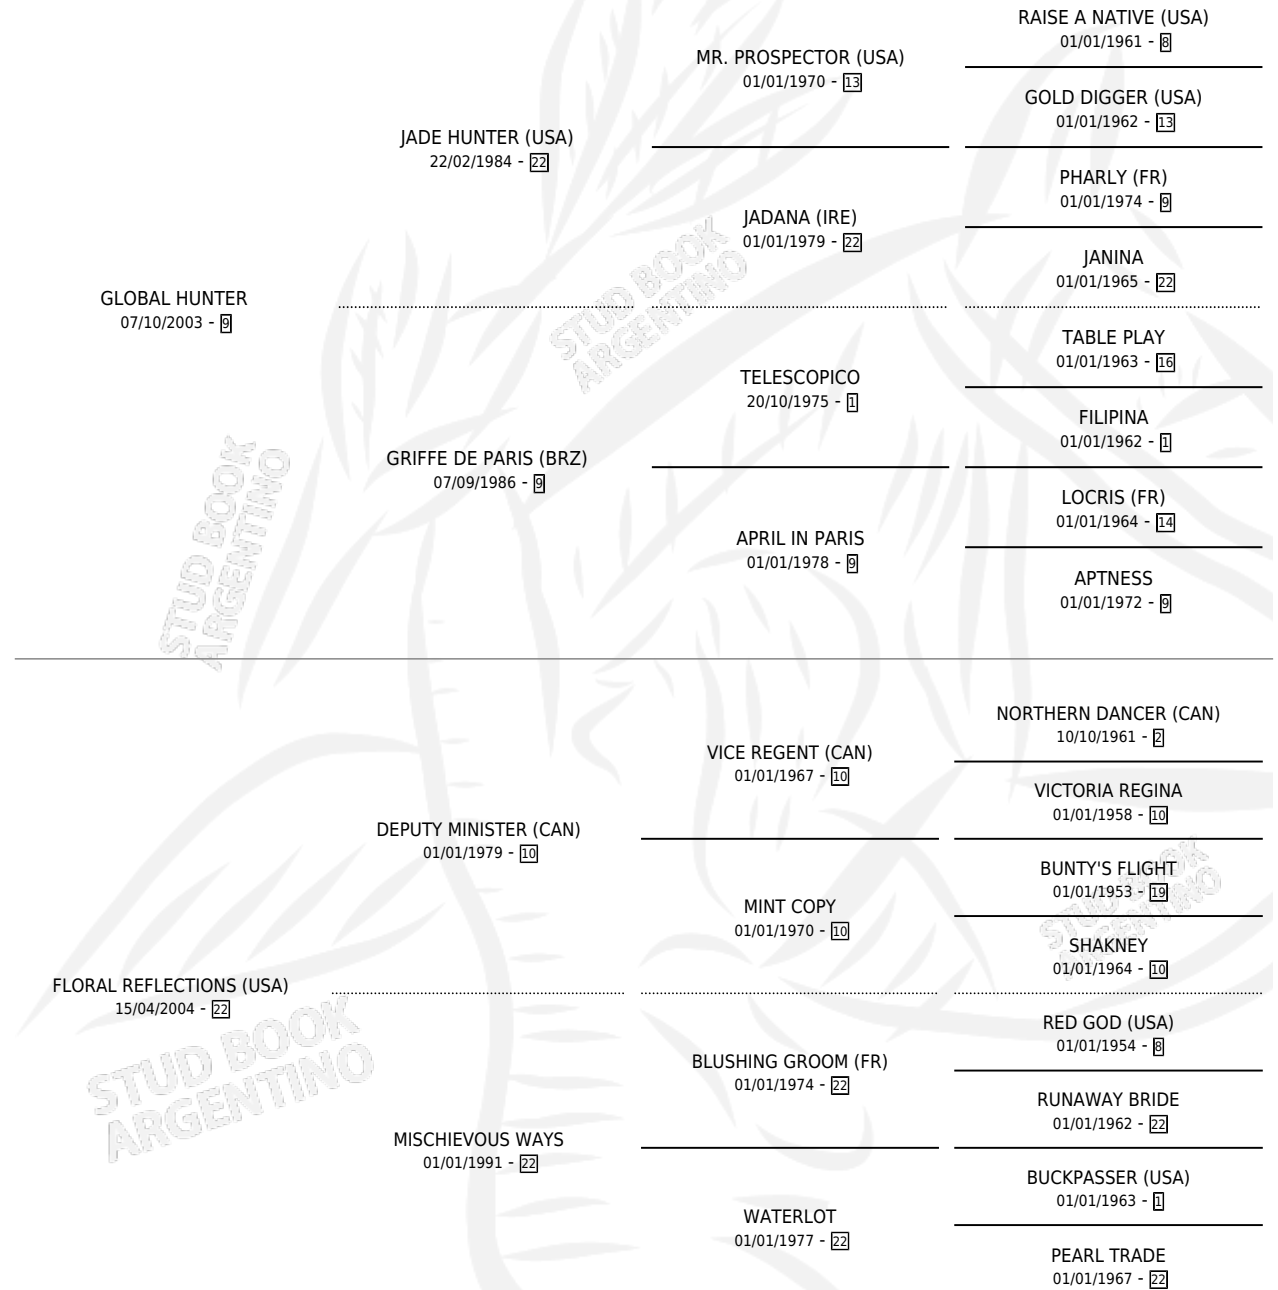 RAISE A NATIVE (USA)
01/01/1961 - 8
MR. PROSPECTOR (USA)
01/01/1970 - 13
GOLD DIGGER (USA)
01/01/1962 - 13
JADE HUNTER (USA)
22/02/1984 - 22
PHARLY (FR)
01/01/1974 - 9
JADANA (IRE)
01/01/1979 - 22
JANINA
01/01/1965 - 22
GLOBAL HUNTER
07/10/2003 - 9
TABLE PLAY
01/01/1963 - 16
TELESCOPICO
20/10/1975 - 1
FILIPINA
01/01/1962 - 1
GRIFFE DE PARIS (BRZ)
07/09/1986 - 9
LOCRIS (FR)
01/01/1964 - 14
APRIL IN PARIS
01/01/1978 - 9
APTNESS
01/01/1972 - 9
STUD BOOK
ARGENTINO
STUD BOOK
ARGENTINO
NORTHERN DANCER (CAN)
10/10/1961 - 2
VICE REGENT (CAN)
01/01/1967 - 10
VICTORIA REGINA
01/01/1958 - 10
DEPUTY MINISTER (CAN)
01/01/1979 - 10
BUNTY'S FLIGHT
01/01/1953 - 19
MINT COPY
01/01/1970 - 10
SHAKNEY
01/01/1964 - 10
FLORAL REFLECTIONS (USA)
15/04/2004 - 22
RED GOD (USA)
01/01/1954 - 8
BLUSHING GROOM (FR)
01/01/1974 - 22
RUNAWAY BRIDE
01/01/1962 - 22
MISCHIEVOUS WAYS
01/01/1991 - 22
BUCKPASSER (USA)
01/01/1963 - 1
WATERLOT
01/01/1977 - 22
PEARL TRADE
01/01/1967 - 22
STUD BOOK
ARGENTINO
STUD BOOK
ARGENTINO